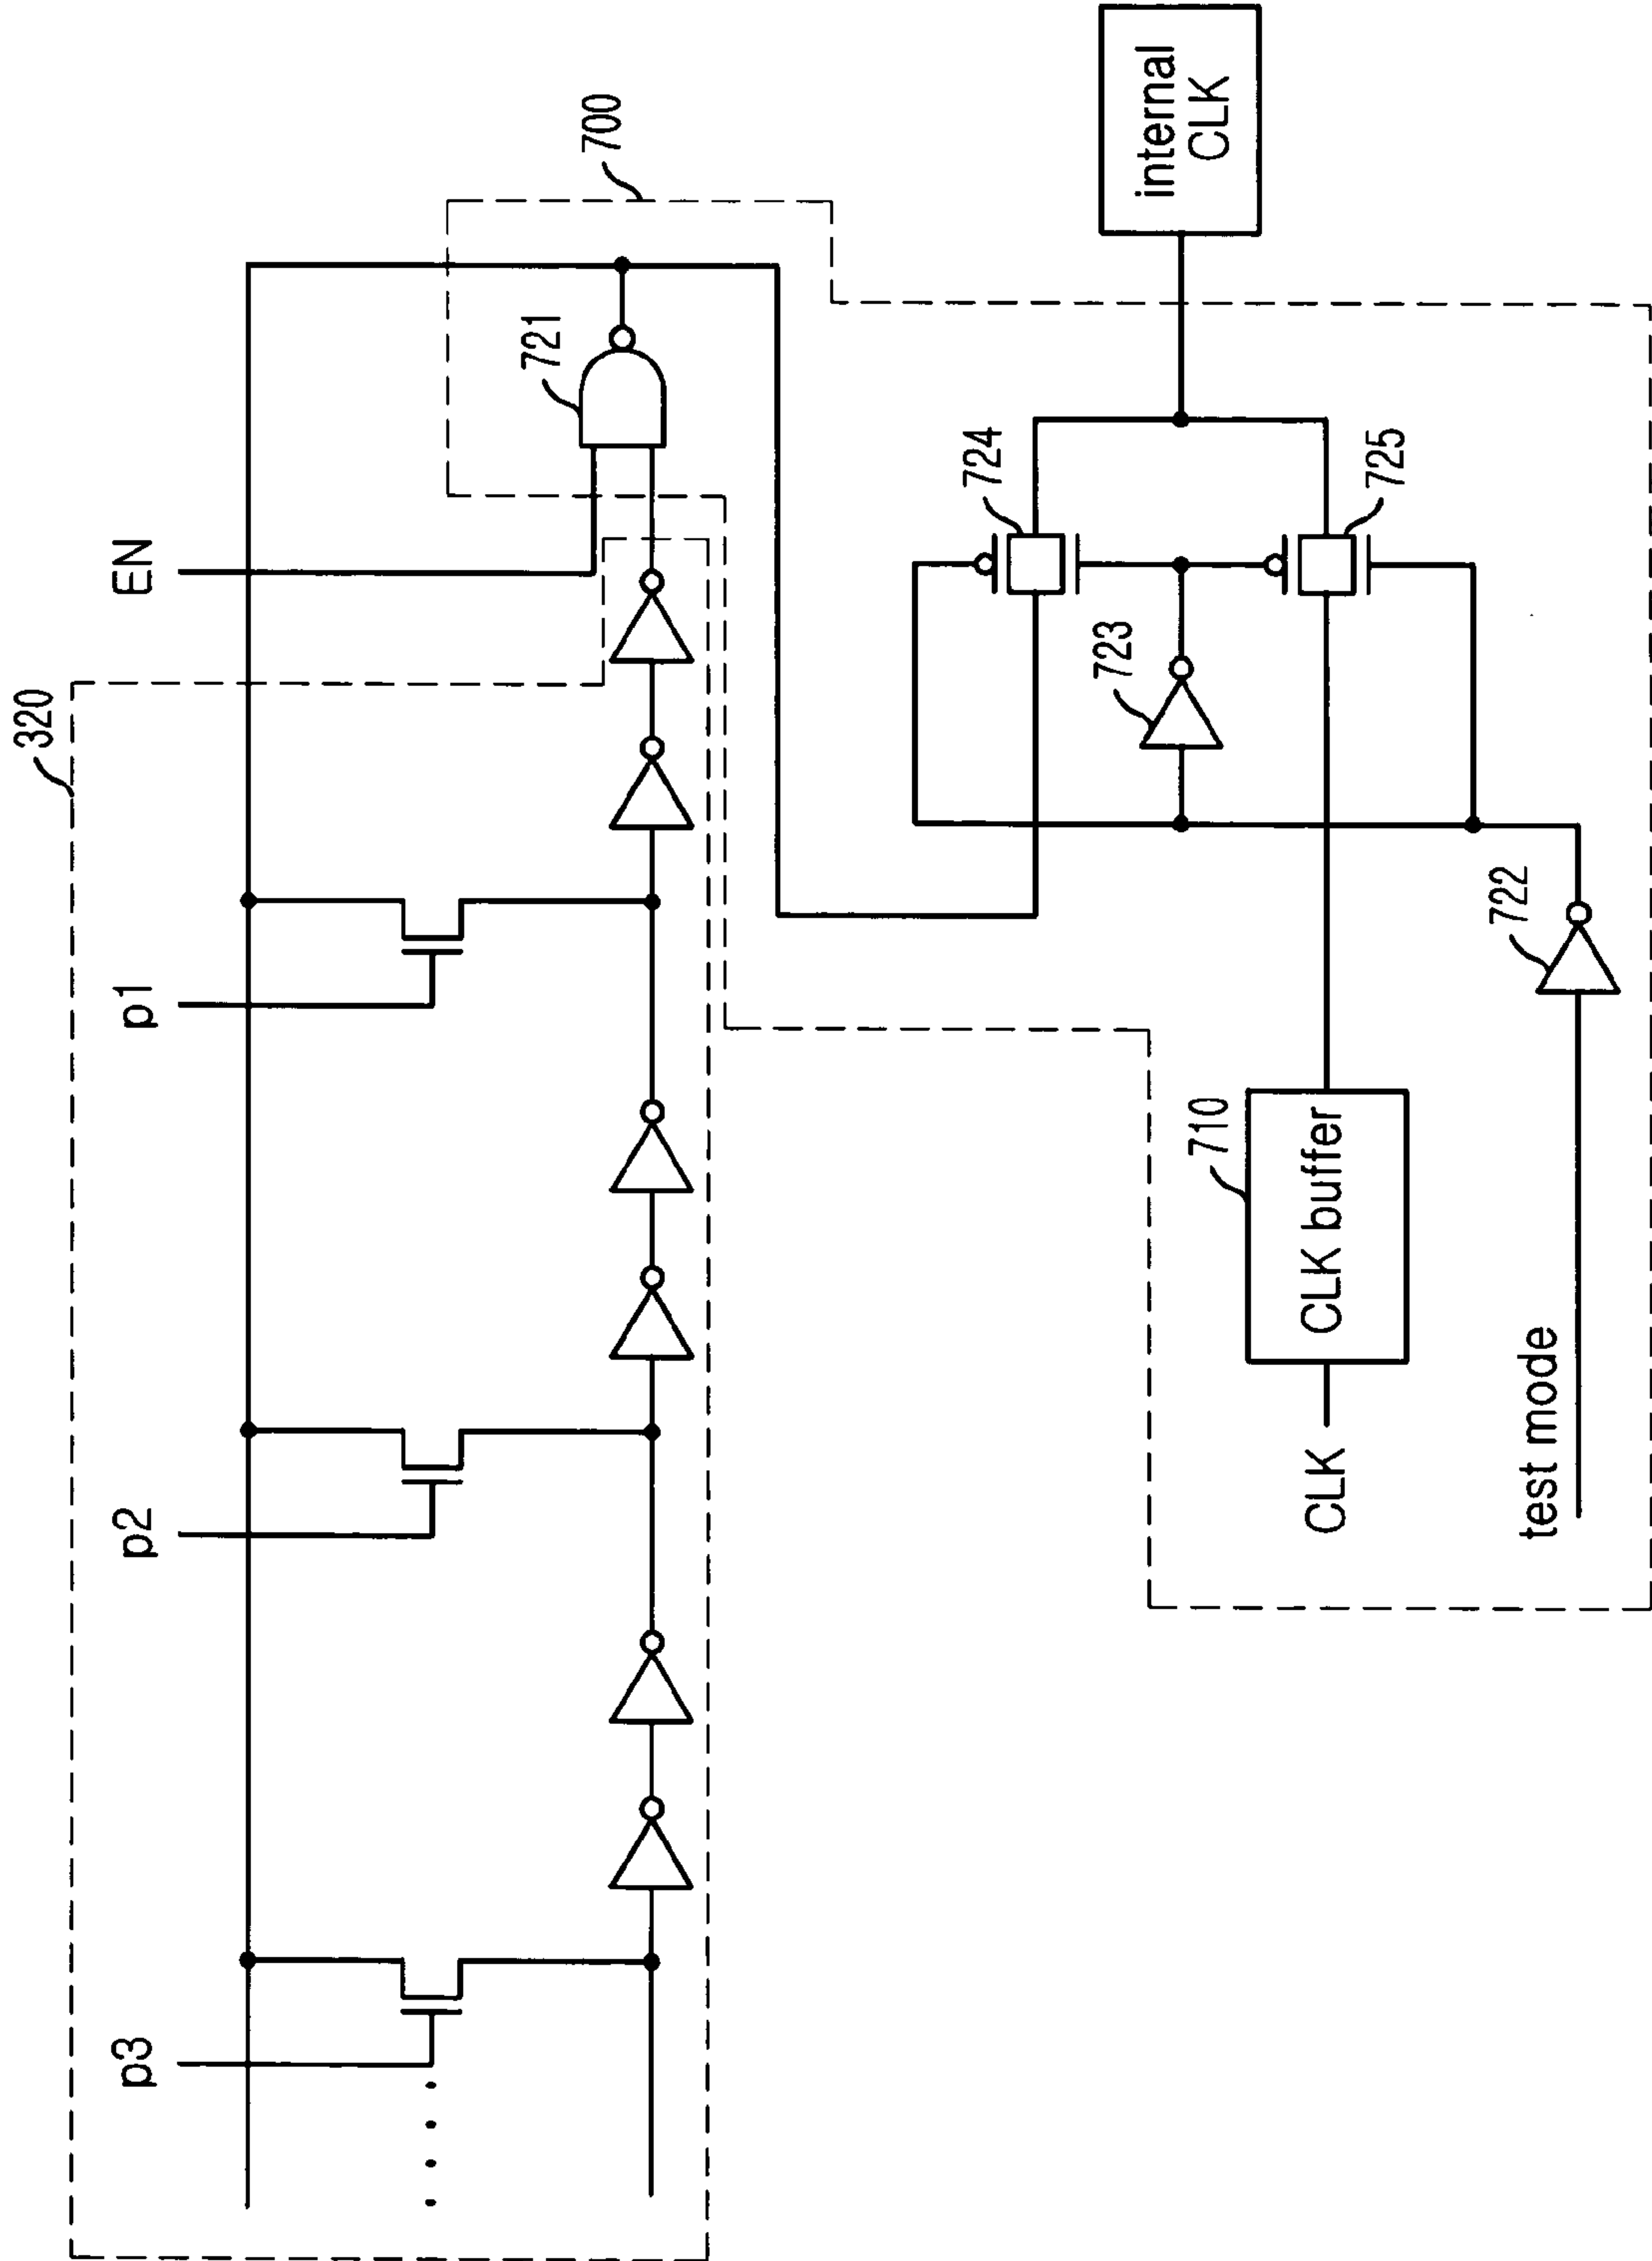 320
p3
p2
p1
EN
721
700
724
723
725
722
710
CLK
CLK buffer
test mode
internal
CLK